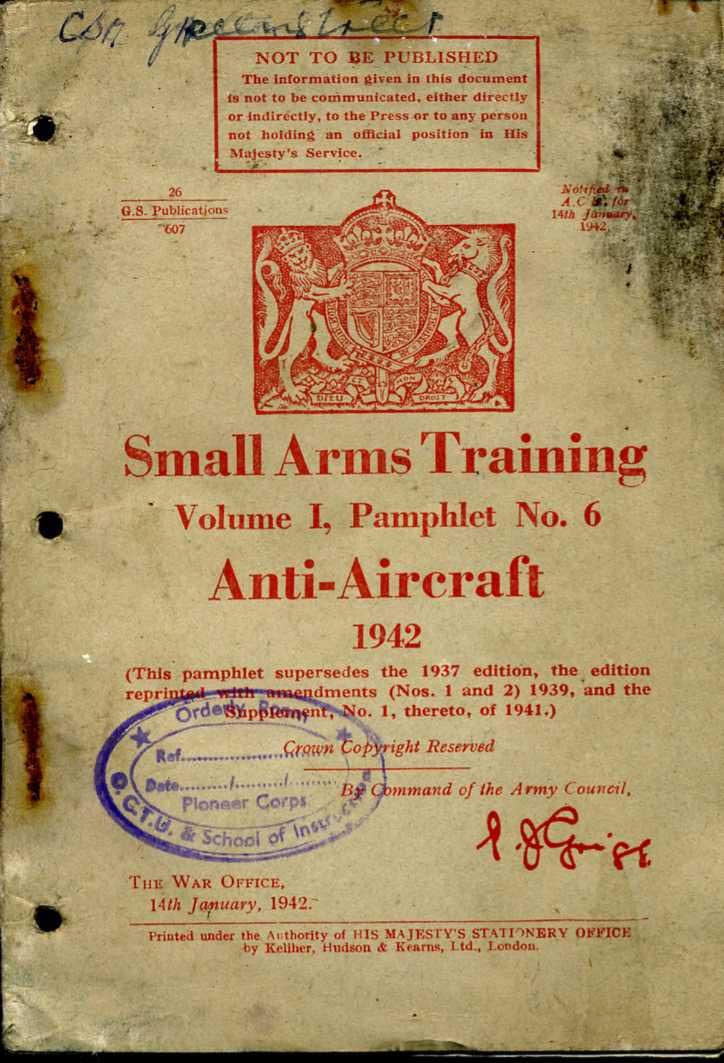 CSM
NOT TO BE PUBLISHED
The information given in this document
is not to be communicated, either directly
or indirectly, to the Press or to any person
not holding an official position in His
Majesty's Service.
26
G.S. Publications
607
Notified in
A.C.I.s. for
14th January,
1942.
DIEU ET MON DROIT
Small Arms Training
Volume I, Pamphlet No. 6
Anti-Aircraft
1942
(This pamphlet supersedes the 1937 edition, the edition
reprinted with amendments (Nos. 1 and 2) 1939, and the
Supplement, No. 1, thereto, of 1941.)
Crown Copyright Reserved
By Command of the Army Council,
Orderly Room
Ref.
Date........./........./.........
Pioneer Corps
O.C.T.U. & School of Instruction
P. J. Grigg
THE WAR OFFICE,
14th January, 1942.
Printed under the Authority of HIS MAJESTY'S STATIONERY OFFICE
by Keliher, Hudson & Kearns, Ltd., London.